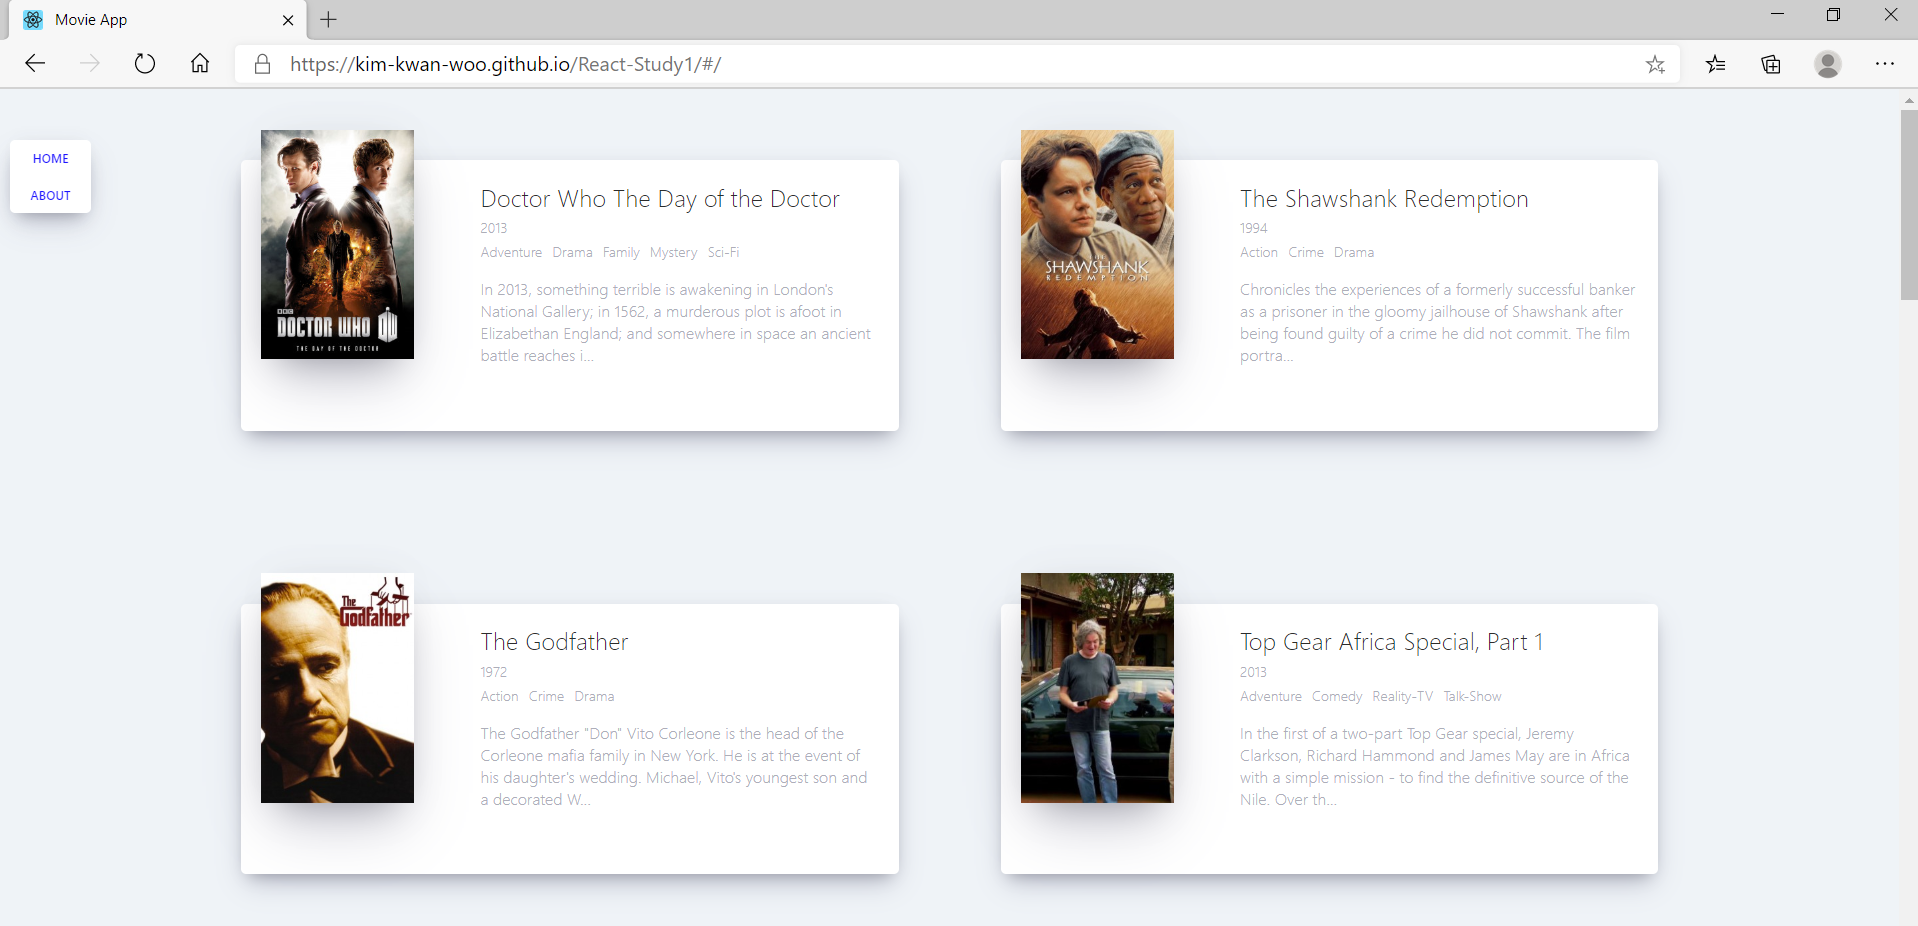 Movie App
https://kim-kwan-woo.github.io/React-Study1/#/
HOME
ABOUT
BBC
DOCTOR WHO
THE DAY OF THE DOCTOR
Doctor Who The Day of the Doctor
2013
Adventure Drama Family Mystery Sci-Fi
In 2013, something terrible is awakening in London's
National Gallery; in 1562, a murderous plot is afoot in
Elizabethan England; and somewhere in space an ancient
battle reaches i...
THE
SHAWSHANK
REDEMPTION
The Shawshank Redemption
1994
Action Crime Drama
Chronicles the experiences of a formerly successful banker
as a prisoner in the gloomy jailhouse of Shawshank after
being found guilty of a crime he did not commit. The film
portra...
The
Godfather
The Godfather
1972
Action Crime Drama
The Godfather "Don" Vito Corleone is the head of the
Corleone mafia family in New York. He is at the event of
his daughter's wedding. Michael, Vito's youngest son and
a decorated W...
Top Gear Africa Special, Part 1
2013
Adventure Comedy Reality-TV Talk-Show
In the first of a two-part Top Gear special, Jeremy
Clarkson, Richard Hammond and James May are in Africa
with a simple mission - to find the definitive source of the
Nile. Over th...